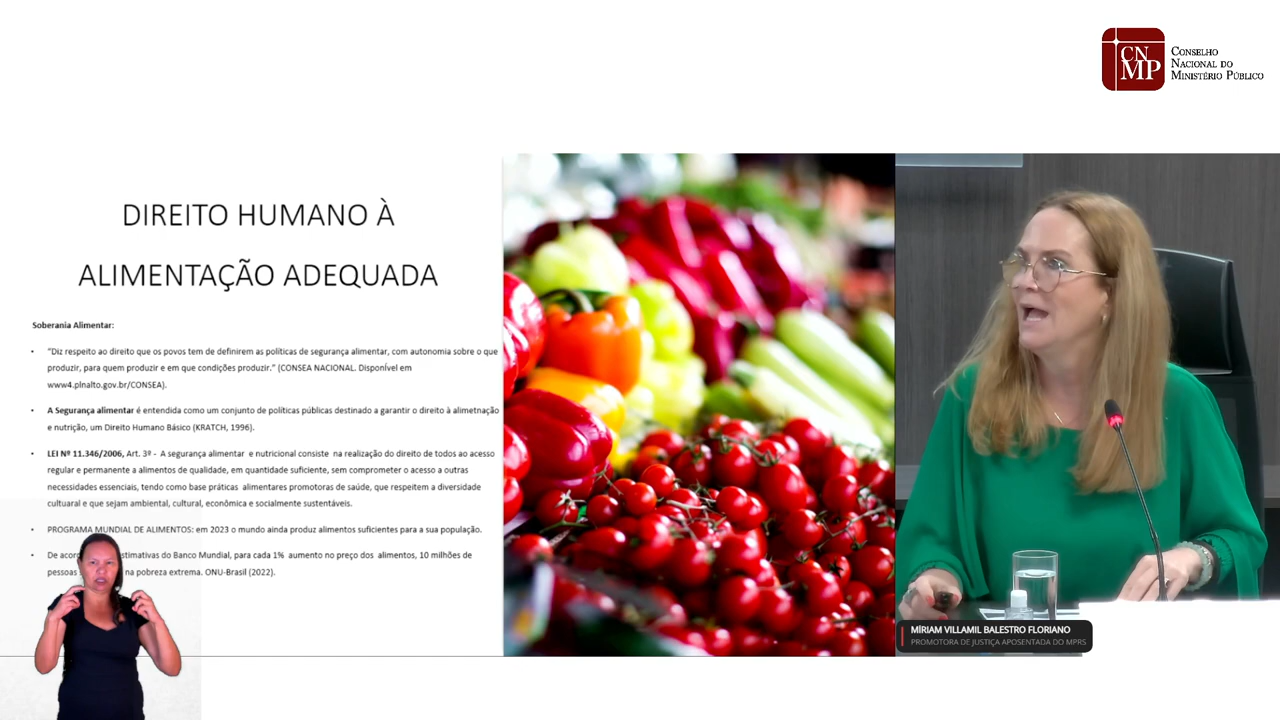 CONSELHO
NACIONAL DO
MINISTÉRIO PÚBLICO
CN
MP
DIREITO HUMANO À
ALIMENTAÇÃO ADEQUADA
Soberania Alimentar:
• "Diz respeito ao direito que os povos tem de definirem as políticas de segurança alimentar, com autonomia sobre o que
produzir, para quem produzir e em que condições produzir." (CONSEA NACIONAL. Disponível em
www4.plnalto.gov.br/CONSEA).
• A Segurança alimentar é entendida como um conjunto de políticas públicas destinado a garantir o direito à alimetnação
e nutrição, um Direito Humano Básico (KRATCH, 1996).
• LEI Nº 11.346/2006, Art. 3º - A segurança alimentar e nutricional consiste na realização do direito de todos ao acesso
regular e permanente a alimentos de qualidade, em quantidade suficiente, sem comprometer o acesso a outras
necessidades essenciais, tendo como base práticas alimentares promotoras de saúde, que respeitem a diversidade
cultuaral e que sejam ambiental, cultural, econômica e socialmente sustentáveis.
• PROGRAMA MUNDIAL DE ALIMENTOS: em 2023 o mundo ainda produz alimentos suficientes para a sua população.
• De stimativas do Banco Mundial, para cada 1% aumento no preço dos alimentos, 10 milhões de
pessoas na pobreza extrema. ONU-Brasil (2022).
MÍRIAM VILLAMIL BALESTRO FLORIANO
PROMOTORA DE JUSTIÇA APOSENTADA DO MPRS